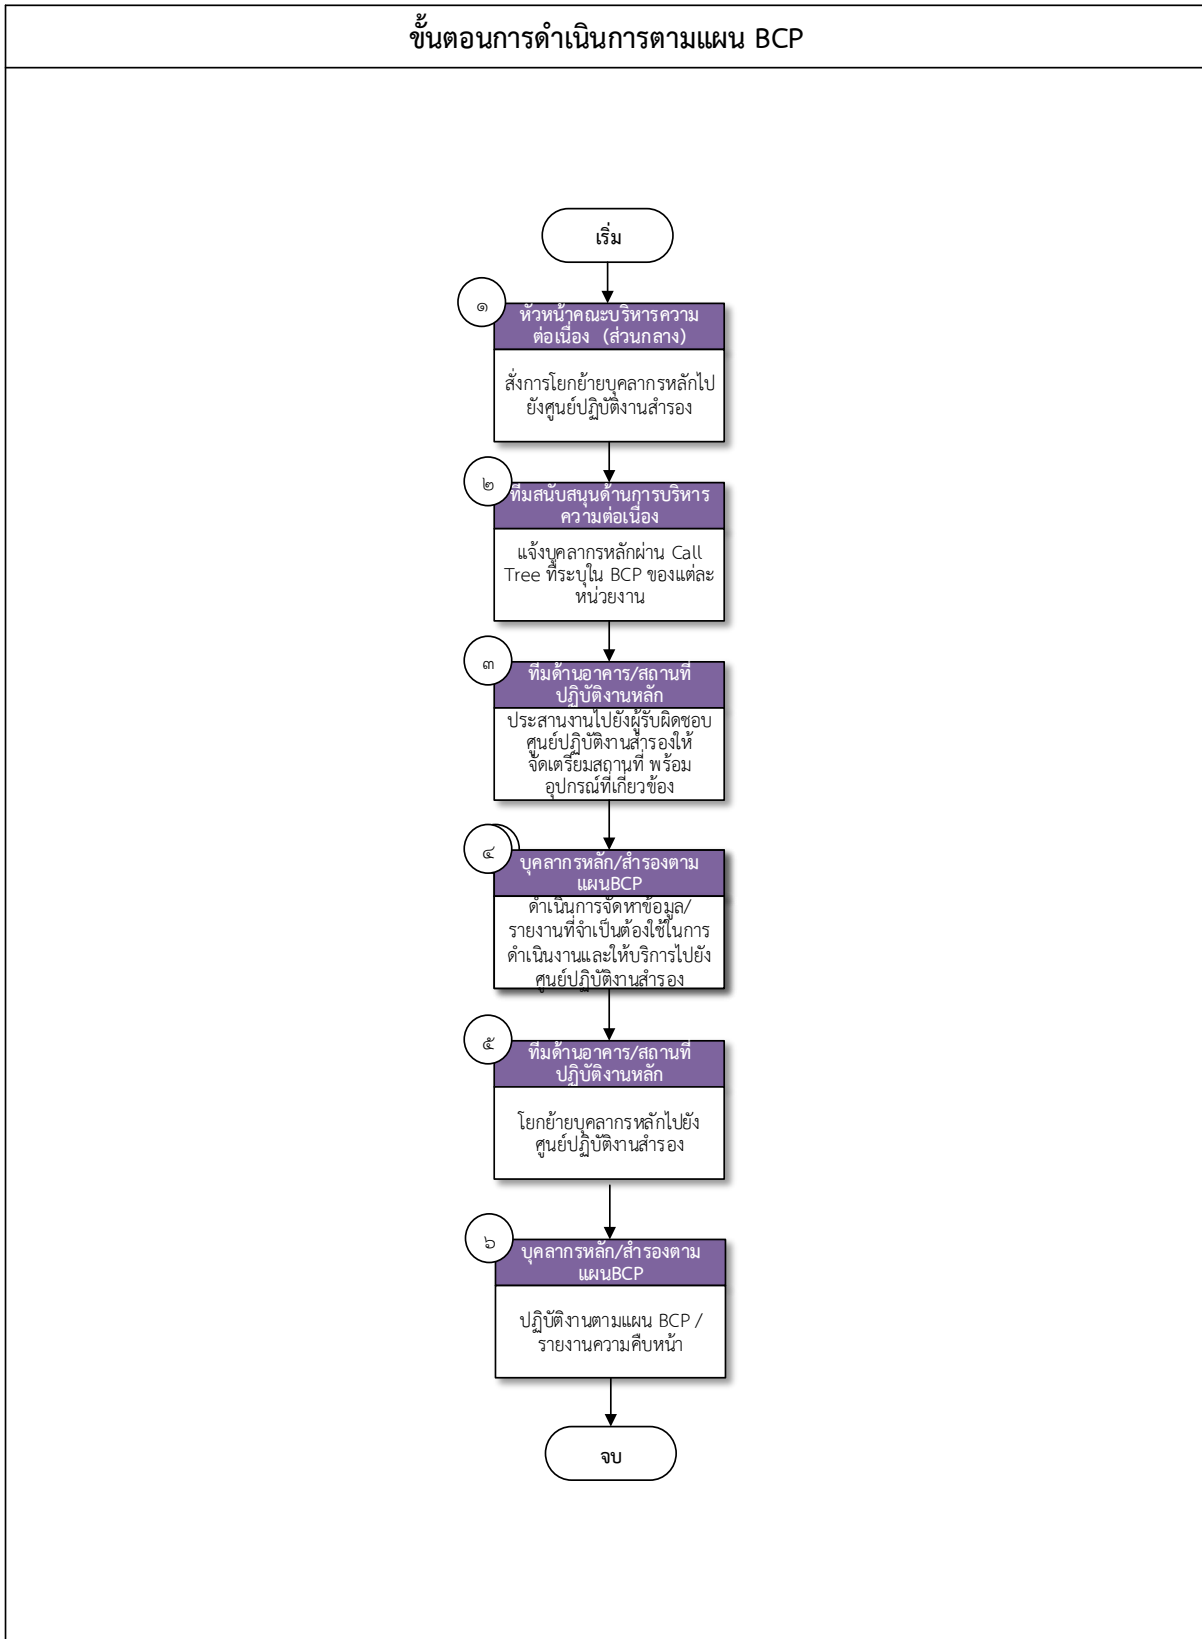 ขั้นตอนการดำเนินการตามแผน BCP
เริ่ม
๑
หัวหน้าคณะบริหารความ
ต่อเนื่อง (ส่วนกลาง)
สั่งการโยกย้ายบุคลากรหลักไป
ยังศูนย์ปฏิบัติงานสำรอง
๒
ทีมสนับสนุนด้านการบริหาร
ความต่อเนื่อง
แจ้งบุคลากรหลักผ่าน Call
Tree ที่ระบุใน BCP ของแต่ละ
หน่วยงาน
๓
ทีมด้านอาคาร/สถานที่
ปฏิบัติงานหลัก
ประสานงานไปยังผู้รับผิดชอบ
ศูนย์ปฏิบัติงานสำรองให้
จัดเตรียมสถานที่ พร้อม
อุปกรณ์ที่เกี่ยวข้อง
๔
บุคลากรหลัก/สำรองตาม
แผนBCP
ดำเนินการจัดหาข้อมูล/
รายงานที่จำเป็นต้องใช้ในการ
ดำเนินงานและให้บริการไปยัง
ศูนย์ปฏิบัติงานสำรอง
๕
ทีมด้านอาคาร/สถานที่
ปฏิบัติงานหลัก
โยกย้ายบุคลากรหลักไปยัง
ศูนย์ปฏิบัติงานสำรอง
๖
บุคลากรหลัก/สำรองตาม
แผนBCP
ปฏิบัติงานตามแผน BCP /
รายงานความคืบหน้า
จบ